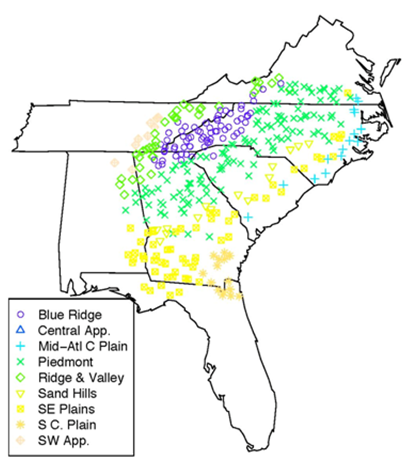 Blue Ridge
Central App.
Mid-Atl C Plain
Piedmont
Ridge & Valley
Sand Hills
SE Plains
S C. Plain
SW App.